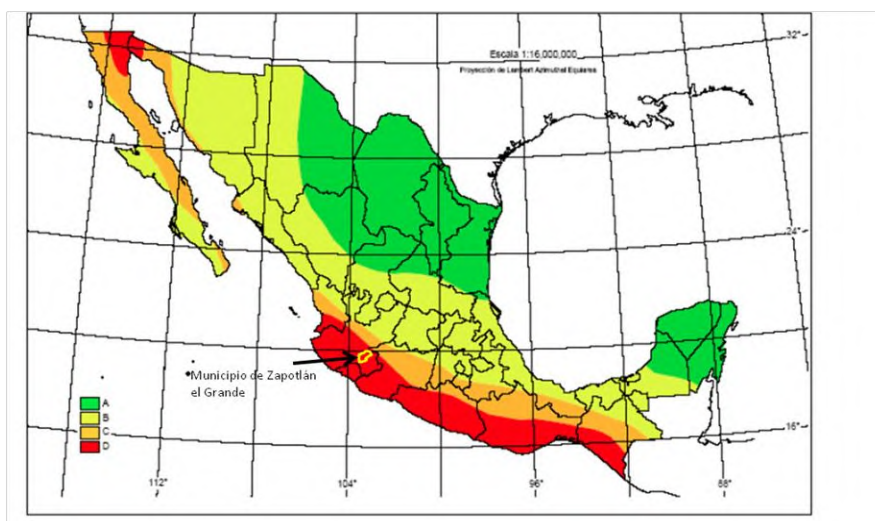 Escala 1:16,000,000
Proyección de Lambert Azimuthal Equiarea
32°
24°
Municipio de Zapotlán
el Grande
A
B
C
D
16°
112°
104°
96°
88°